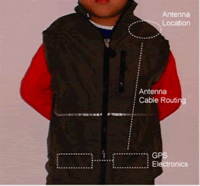 Antenna
Location
Antenna
Cable Routing
GPS
Electronics